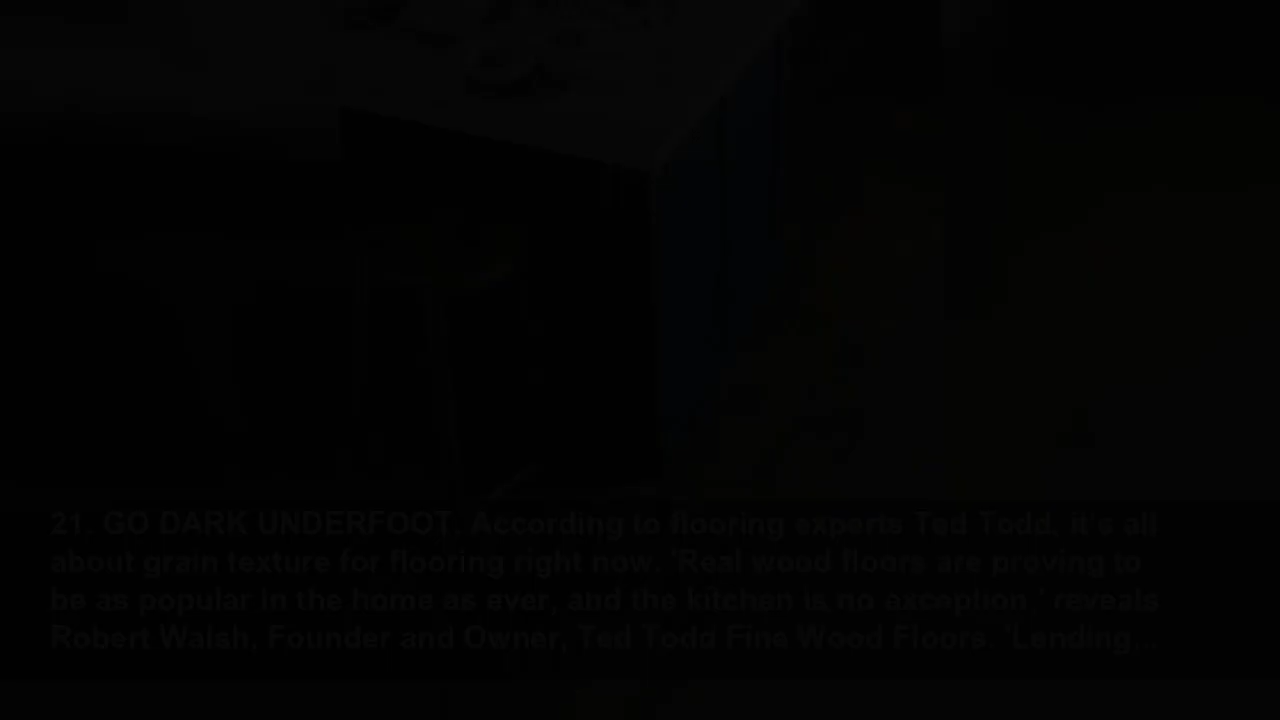 21. GO DARK UNDERFOOT. According to flooring experts Ted Todd, it's all
about grain texture for flooring right now. 'Real wood floors are proving to
be as popular in the home as ever, and the kitchen is no exception,' reveals
Robert Walsh, Founder and Owner, Ted Todd Fine Wood Floors. 'Lending...